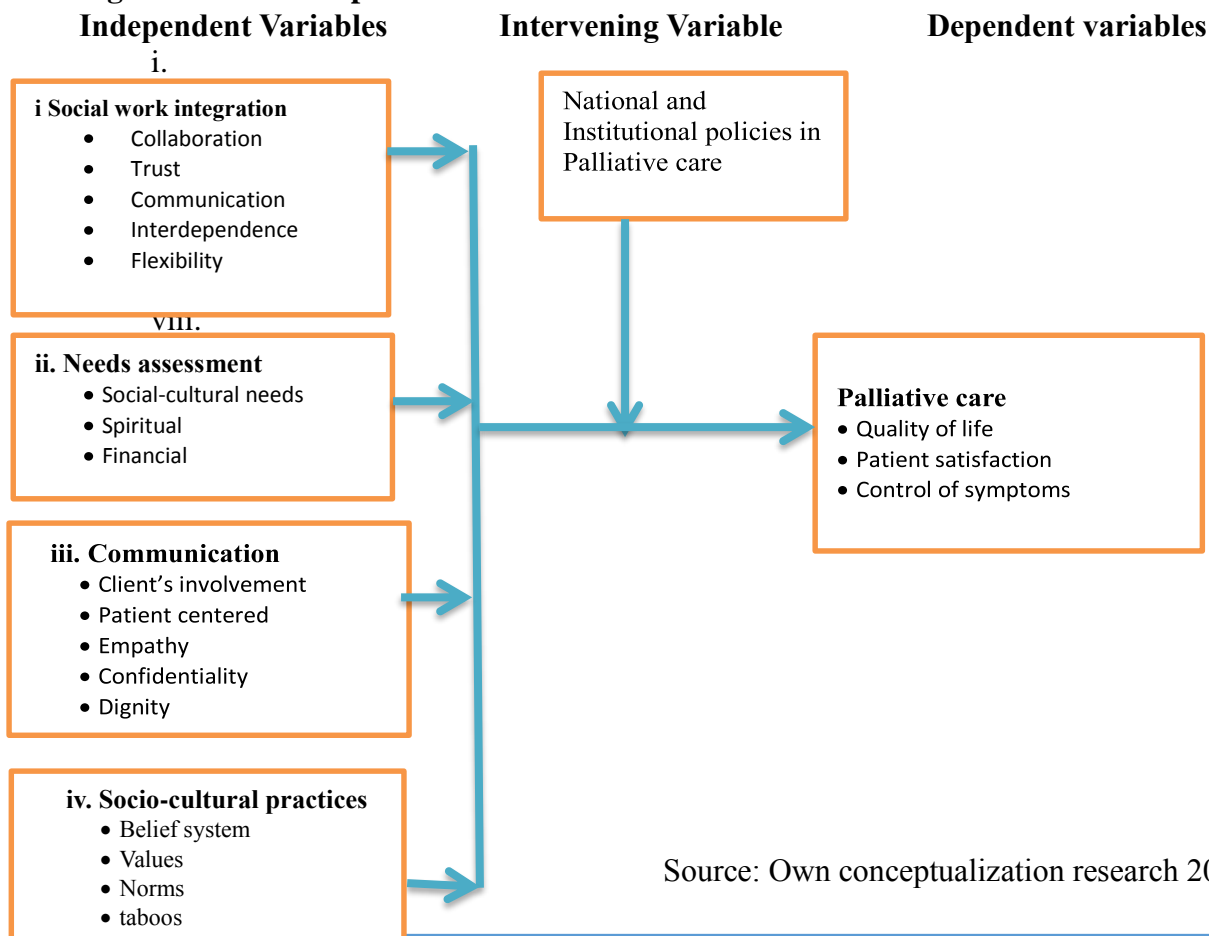 Independent Variables
Intervening Variable
Dependent variables
i.
i Social work integration
• Collaboration
• Trust
• Communication
• Interdependence
• Flexibility
viii.
ii. Needs assessment
• Social-cultural needs
• Spiritual
• Financial
iii. Communication
• Client’s involvement
• Patient centered
• Empathy
• Confidentiality
• Dignity
iv. Socio-cultural practices
• Belief system
• Values
• Norms
• taboos
National and
Institutional policies in
Palliative care
Palliative care
• Quality of life
• Patient satisfaction
• Control of symptoms
Source: Own conceptualization research